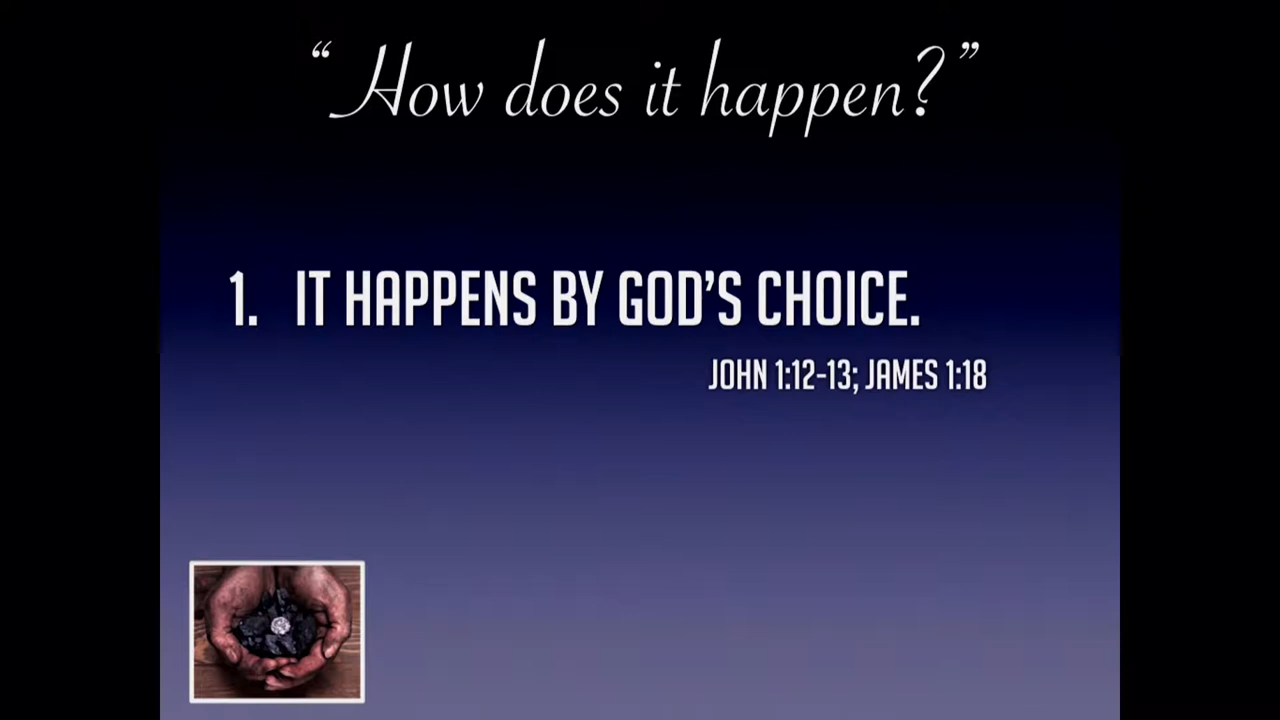 “How does it happen?”
1. IT HAPPENS BY GOD’S CHOICE.
JOHN 1:12-13; JAMES 1:18